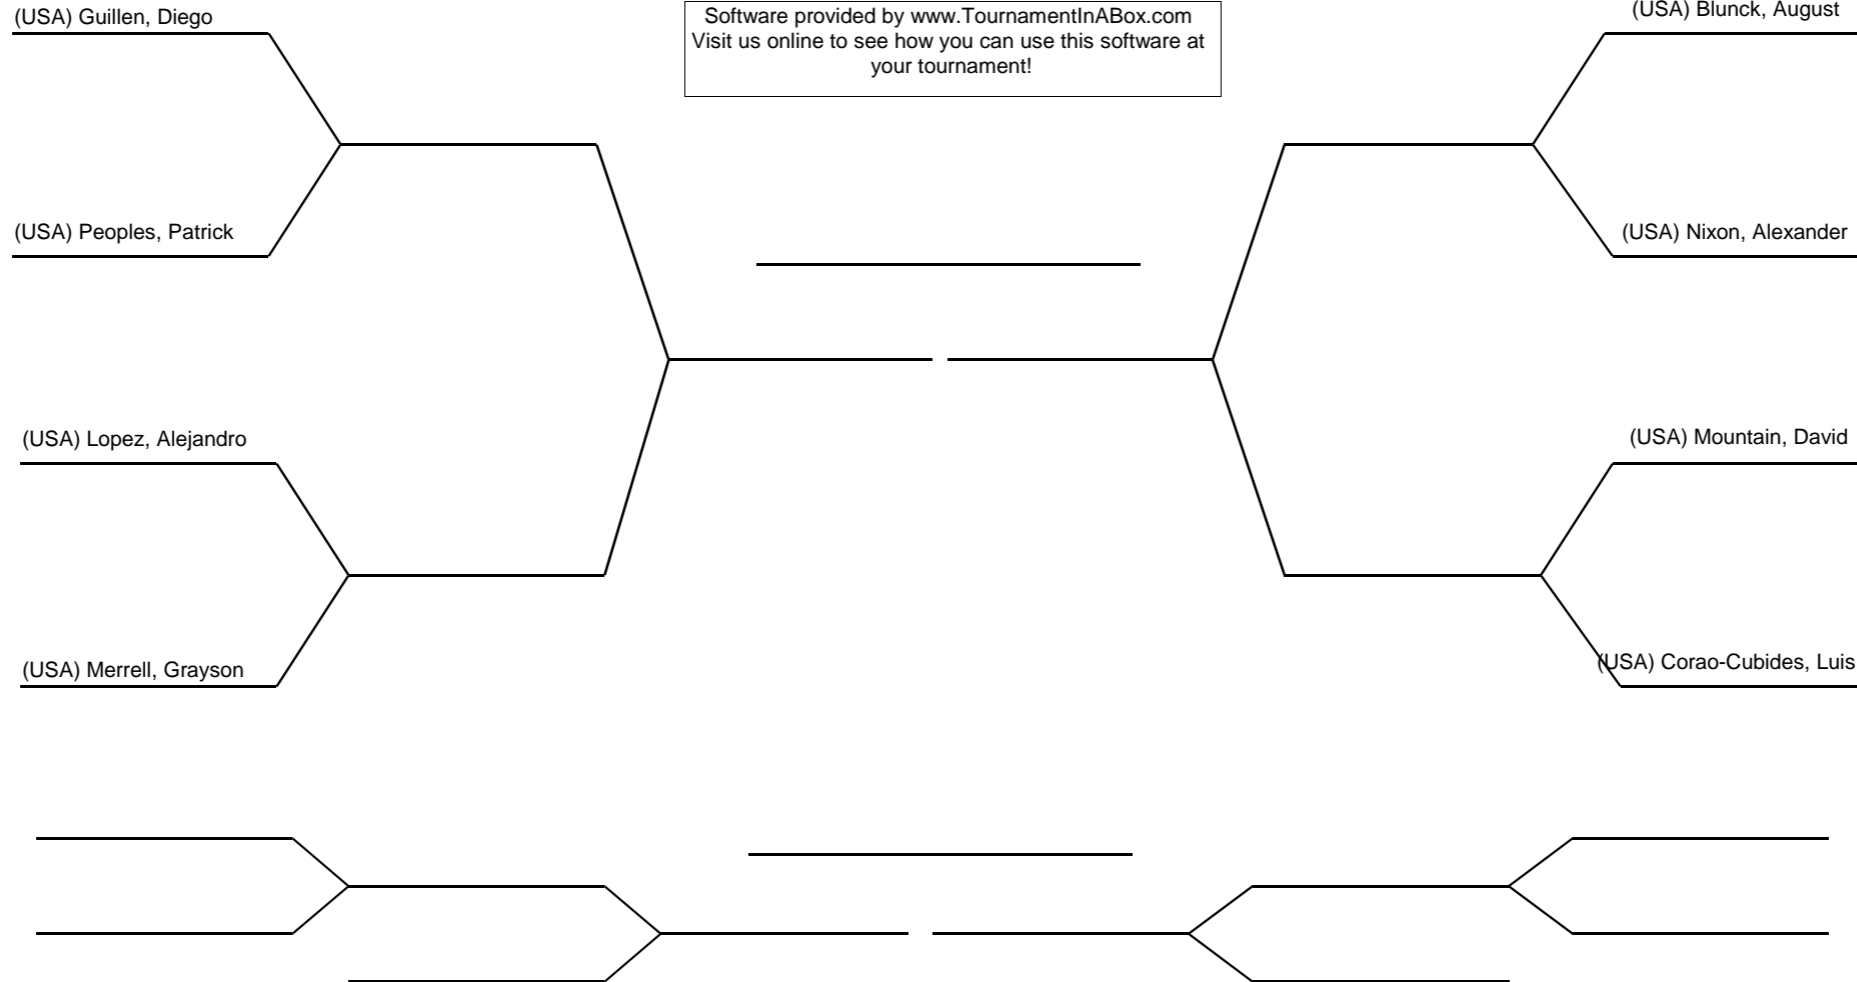 (USA) Guillen, Diego
Software provided by www.TournamentInABox.com
Visit us online to see how you can use this software at
your tournament!
(USA) Blunck, August
(USA) Peoples, Patrick
(USA) Nixon, Alexander
(USA) Lopez, Alejandro
(USA) Mountain, David
(USA) Merrell, Grayson
(USA) Corao-Cubides, Luis